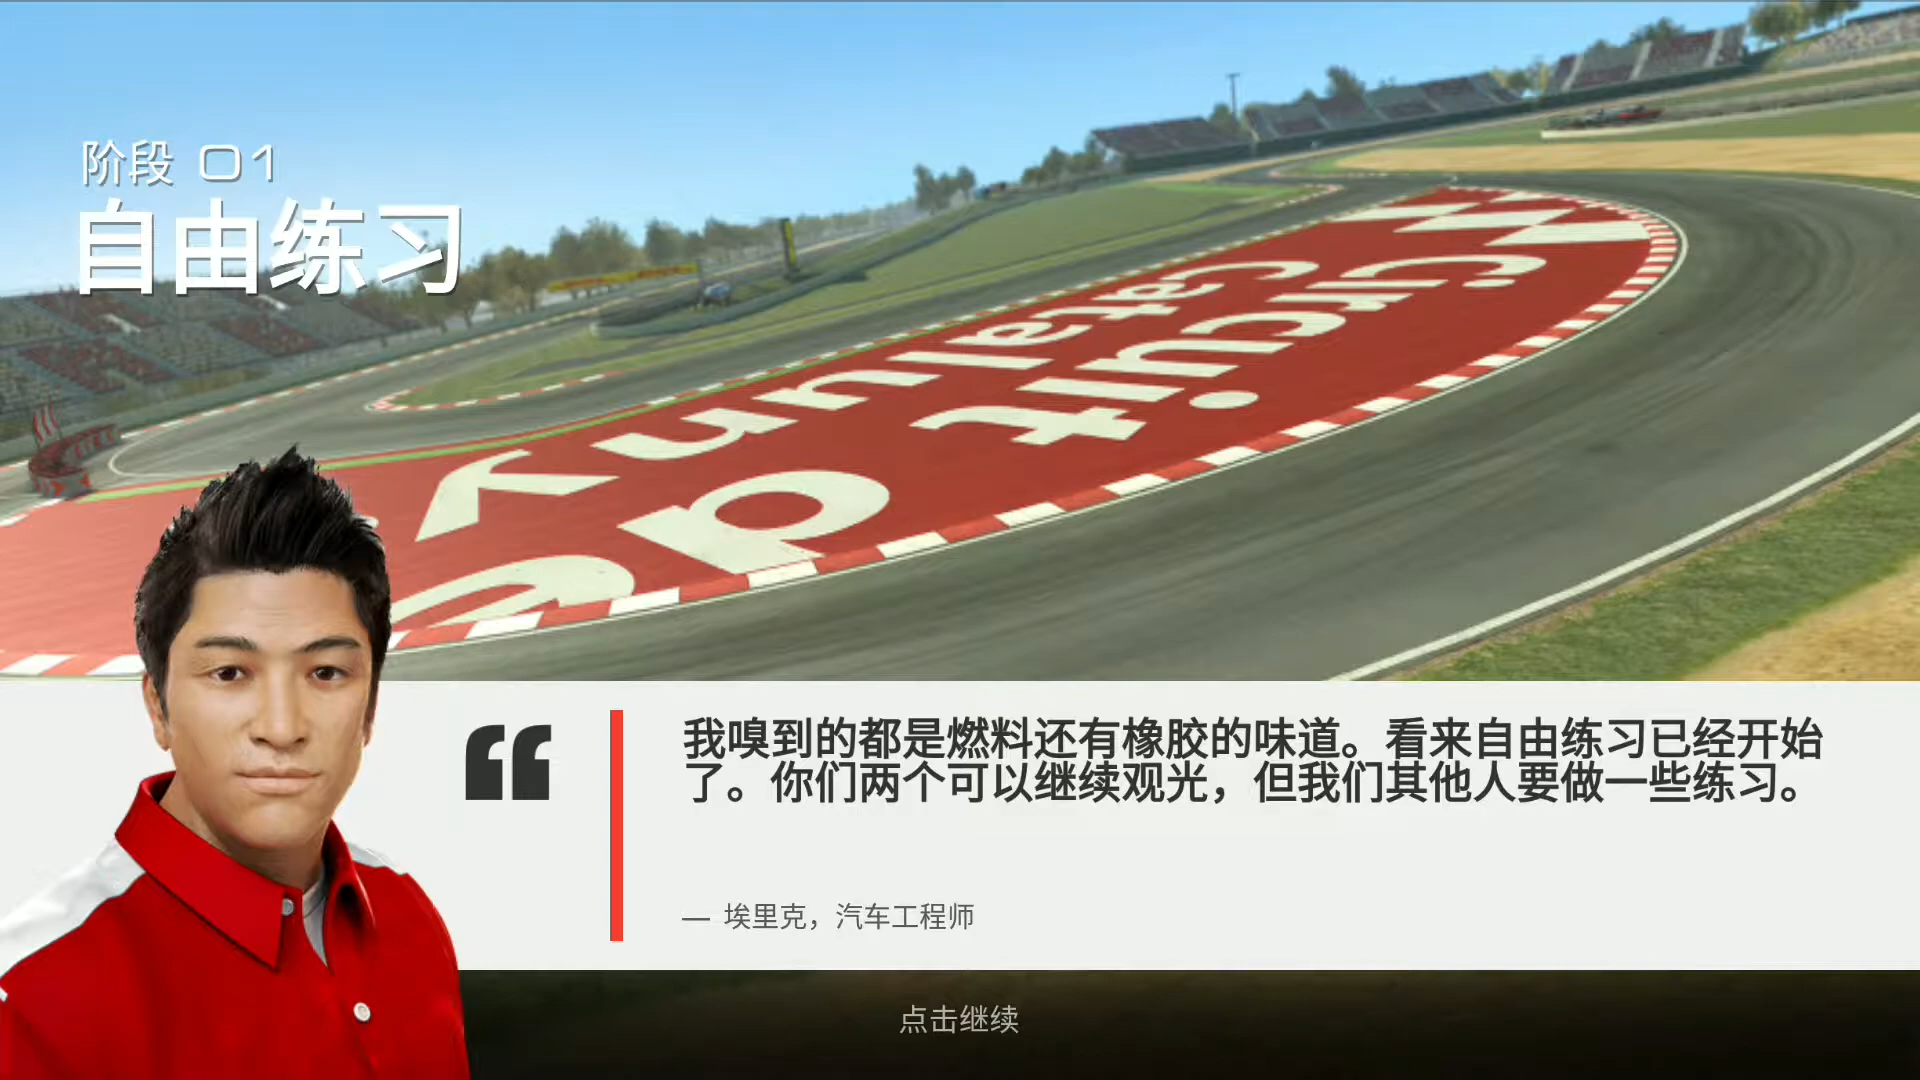 阶段 01
自由练习
Circuit de
Catalunya
我嗅到的都是燃料还有橡胶的味道。看来自由练习已经开始
了。你们两个可以继续观光，但我们其他人要做一些练习。
— 埃里克，汽车工程师
点击继续